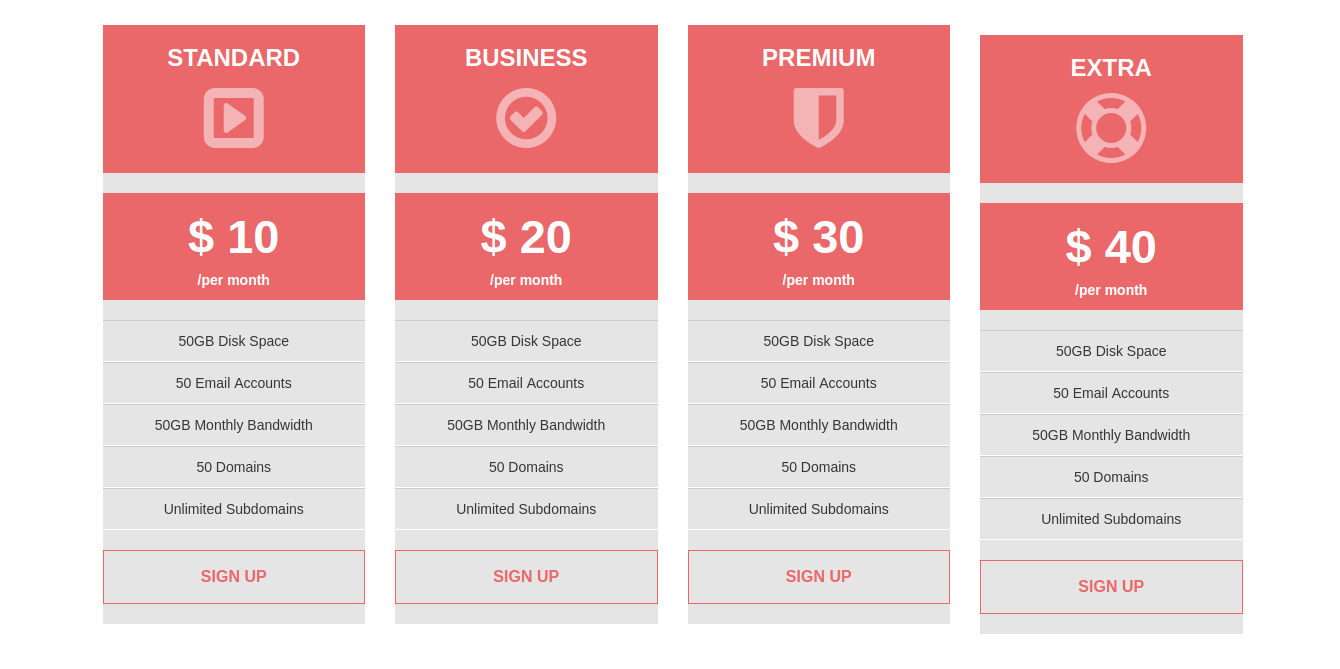 STANDARD
$ 10
/per month
50GB Disk Space
50 Email Accounts
50GB Monthly Bandwidth
50 Domains
Unlimited Subdomains
SIGN UP
BUSINESS
$ 20
/per month
50GB Disk Space
50 Email Accounts
50GB Monthly Bandwidth
50 Domains
Unlimited Subdomains
SIGN UP
PREMIUM
$ 30
/per month
50GB Disk Space
50 Email Accounts
50GB Monthly Bandwidth
50 Domains
Unlimited Subdomains
SIGN UP
EXTRA
$ 40
/per month
50GB Disk Space
50 Email Accounts
50GB Monthly Bandwidth
50 Domains
Unlimited Subdomains
SIGN UP